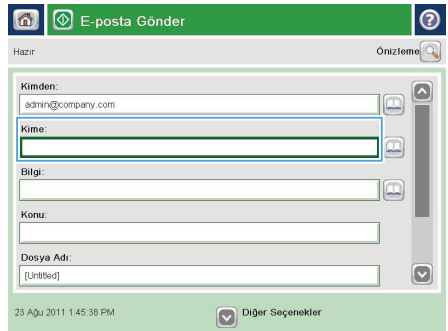 E-posta Gönder
Hazır
Önizleme
Kimden:
admin@company.com
Kime:
Bilgi:
Konu:
Dosya Adı:
[Untitled]
23 Ağu 2011 1:45:38 PM
Diğer Seçenekler